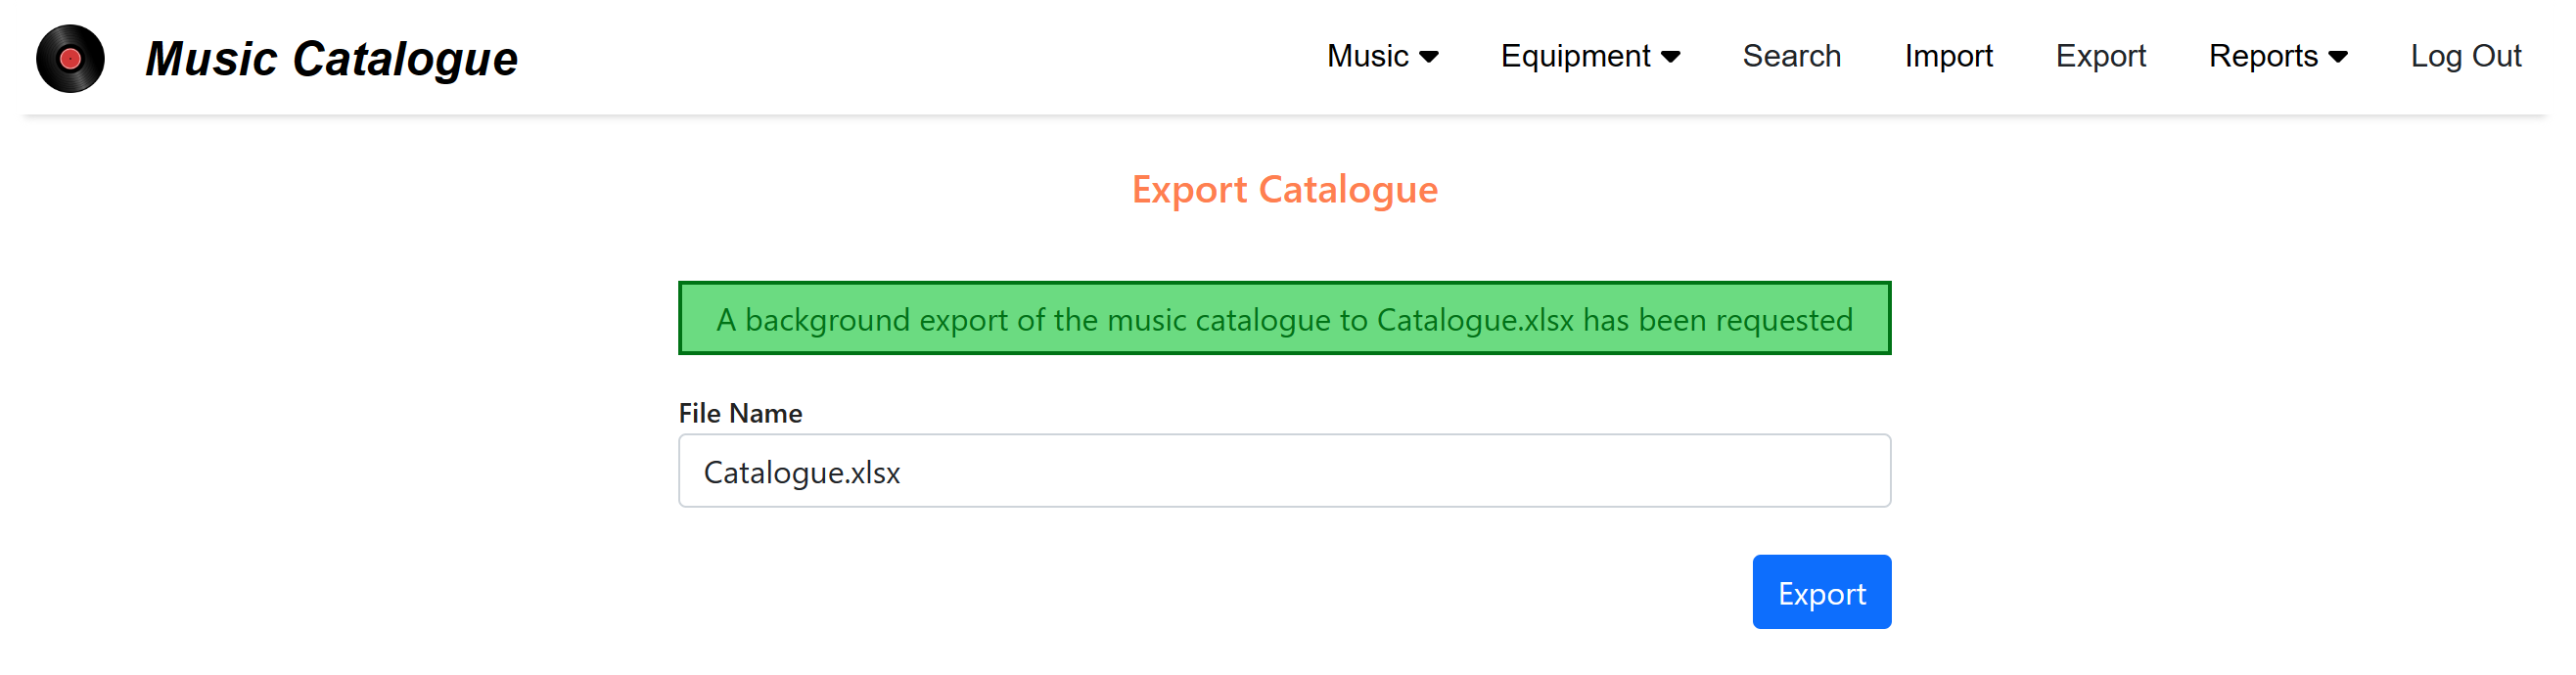 Music Catalogue
Music Equipment Search Import Export Reports Log Out
Export Catalogue
A background export of the music catalogue to Catalogue.xlsx has been requested
File Name
Catalogue.xlsx
Export